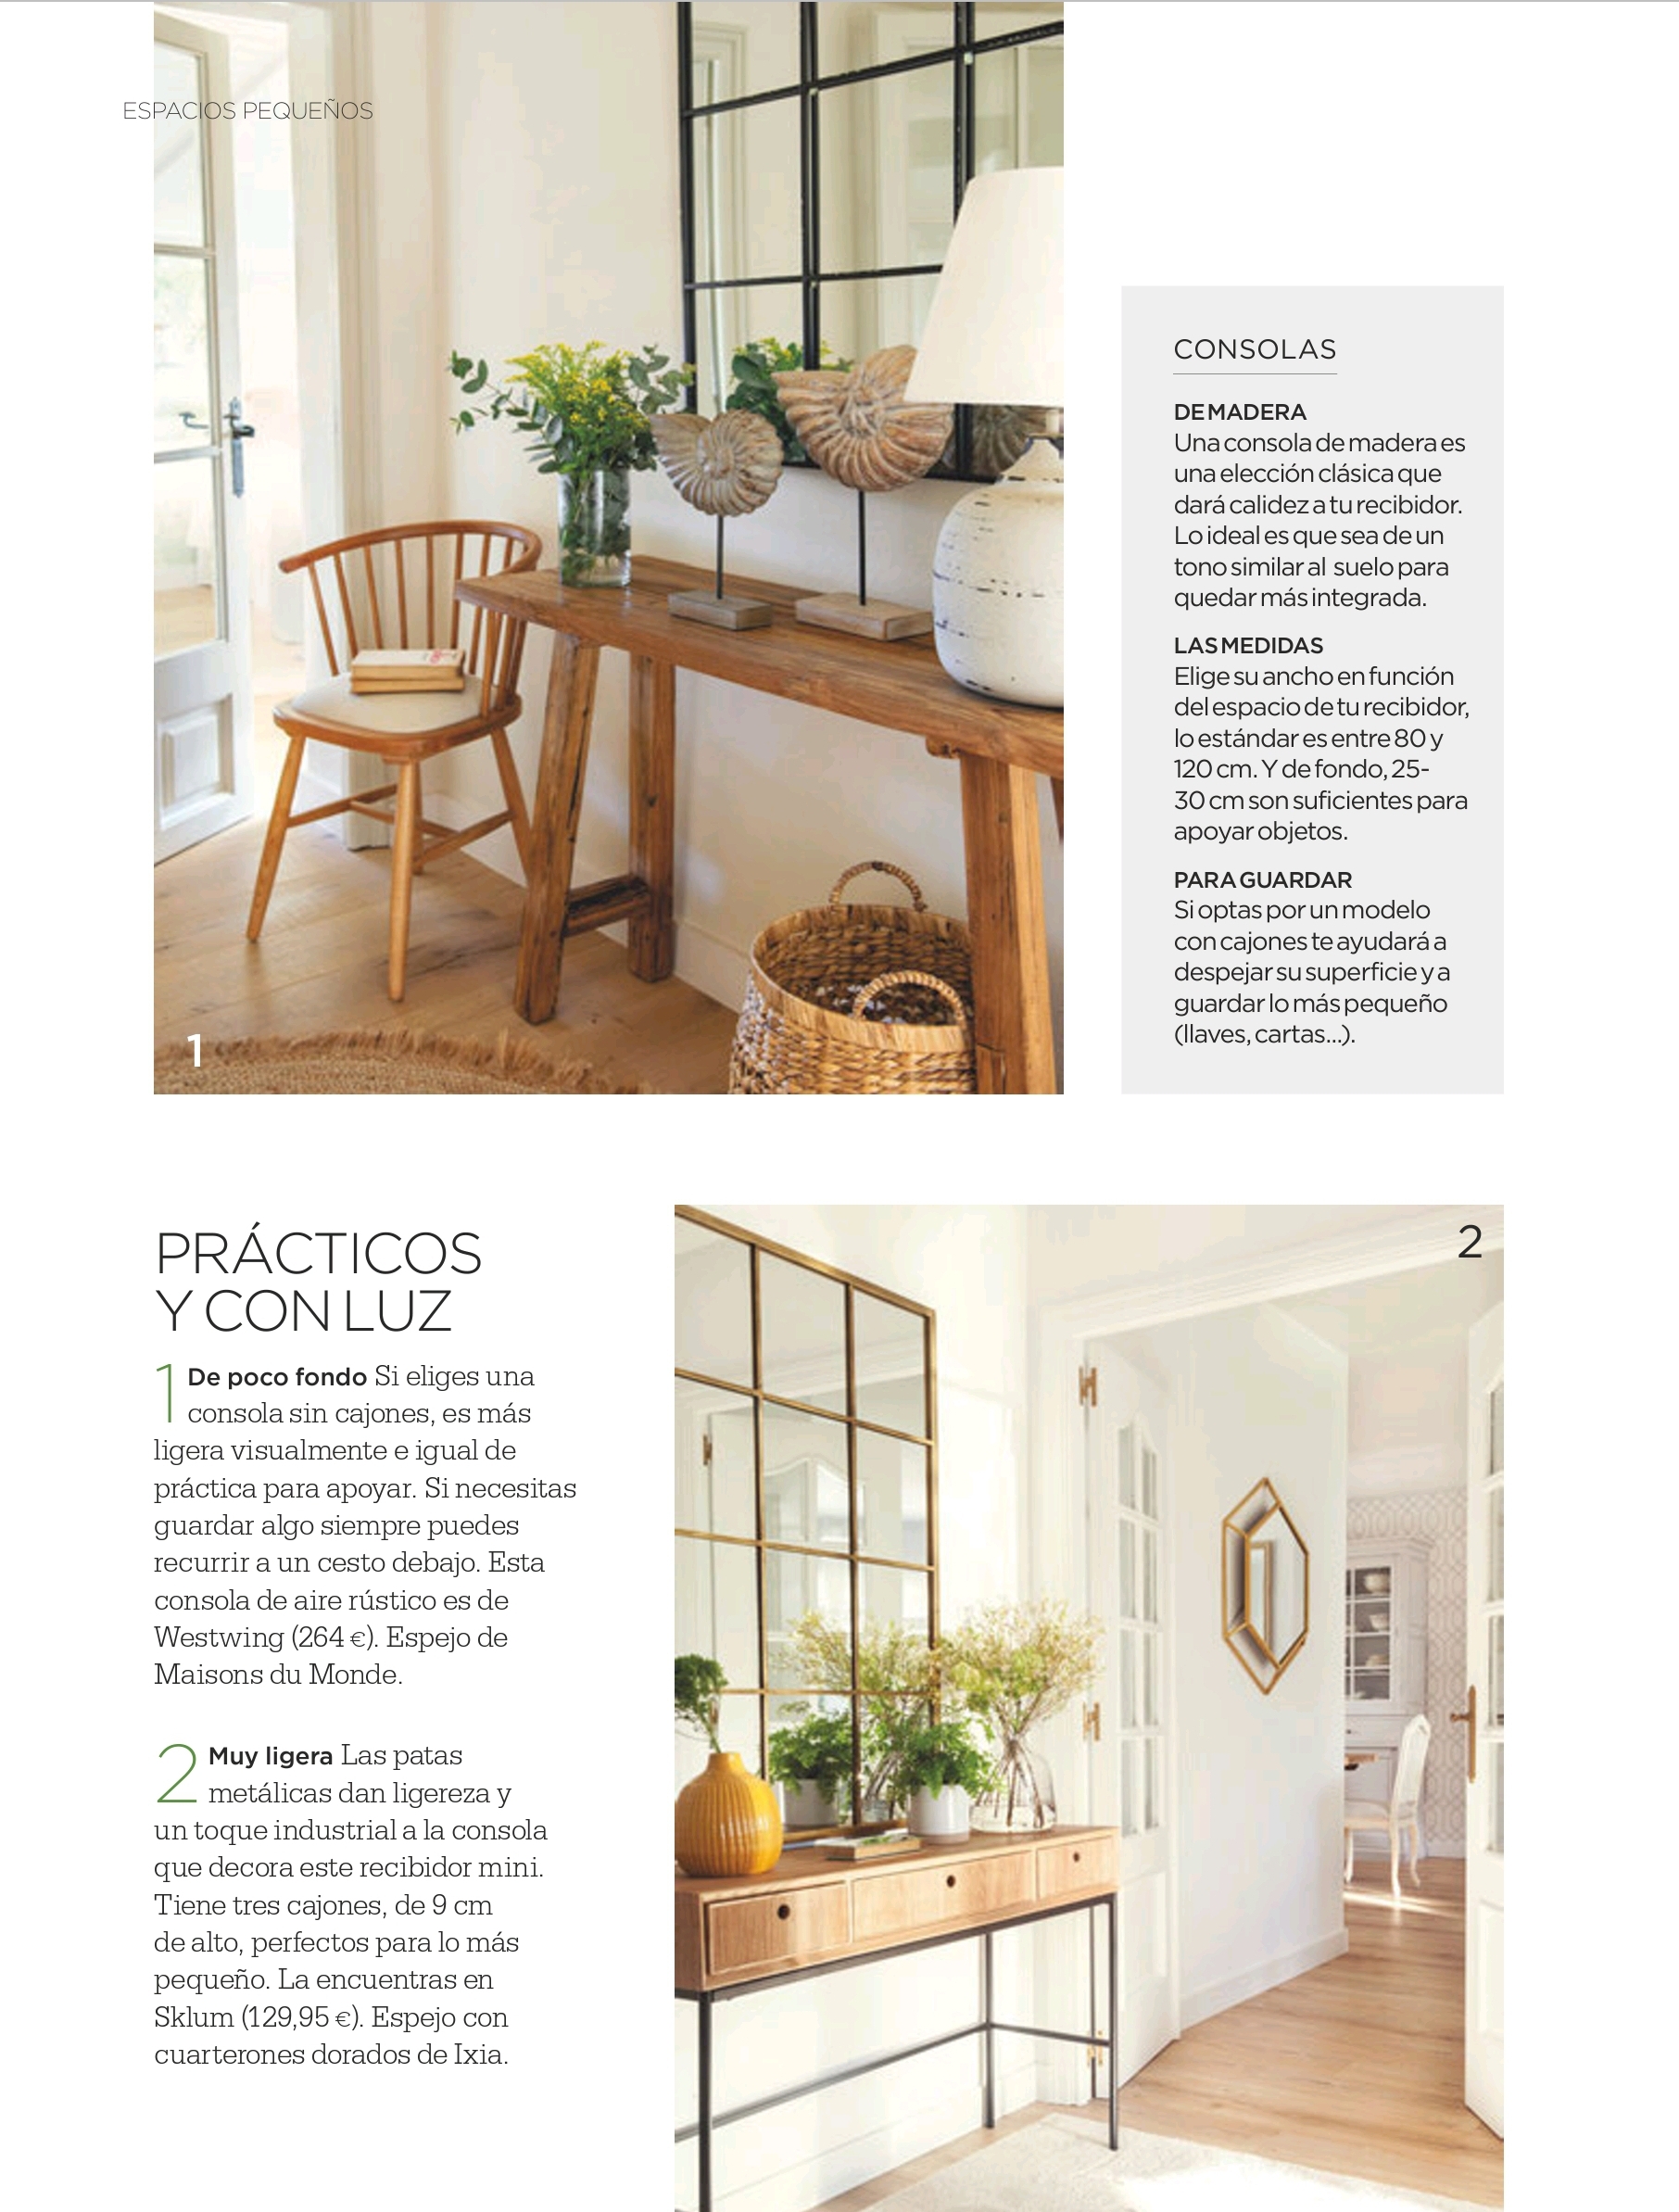 ESPACIOS PEQUEÑOS
1
CONSOLAS
DE MADERA
Una consola de madera es
una elección clásica que
dará calidez a tu recibidor.
Lo ideal es que sea de un
tono similar al suelo para
quedar más integrada.
LAS MEDIDAS
Elige su ancho en función
del espacio de tu recibidor,
lo estándar es entre 80 y
120 cm. Y de fondo, 25-
30 cm son suficientes para
apoyar objetos.
PARA GUARDAR
Si optas por un modelo
con cajones te ayudará a
despejar su superficie y a
guardar lo más pequeño
(llaves, cartas...).
PRÁCTICOS
Y CON LUZ
1 De poco fondo Si eliges una
consola sin cajones, es más
ligera visualmente e igual de
práctica para apoyar. Si necesitas
guardar algo siempre puedes
recurrir a un cesto debajo. Esta
consola de aire rústico es de
Westwing (264 €). Espejo de
Maisons du Monde.
2 Muy ligera Las patas
metálicas dan ligereza y
un toque industrial a la consola
que decora este recibidor mini.
Tiene tres cajones, de 9 cm
de alto, perfectos para lo más
pequeño. La encuentras en
Sklum (129,95 €). Espejo con
cuarterones dorados de Ixia.
2